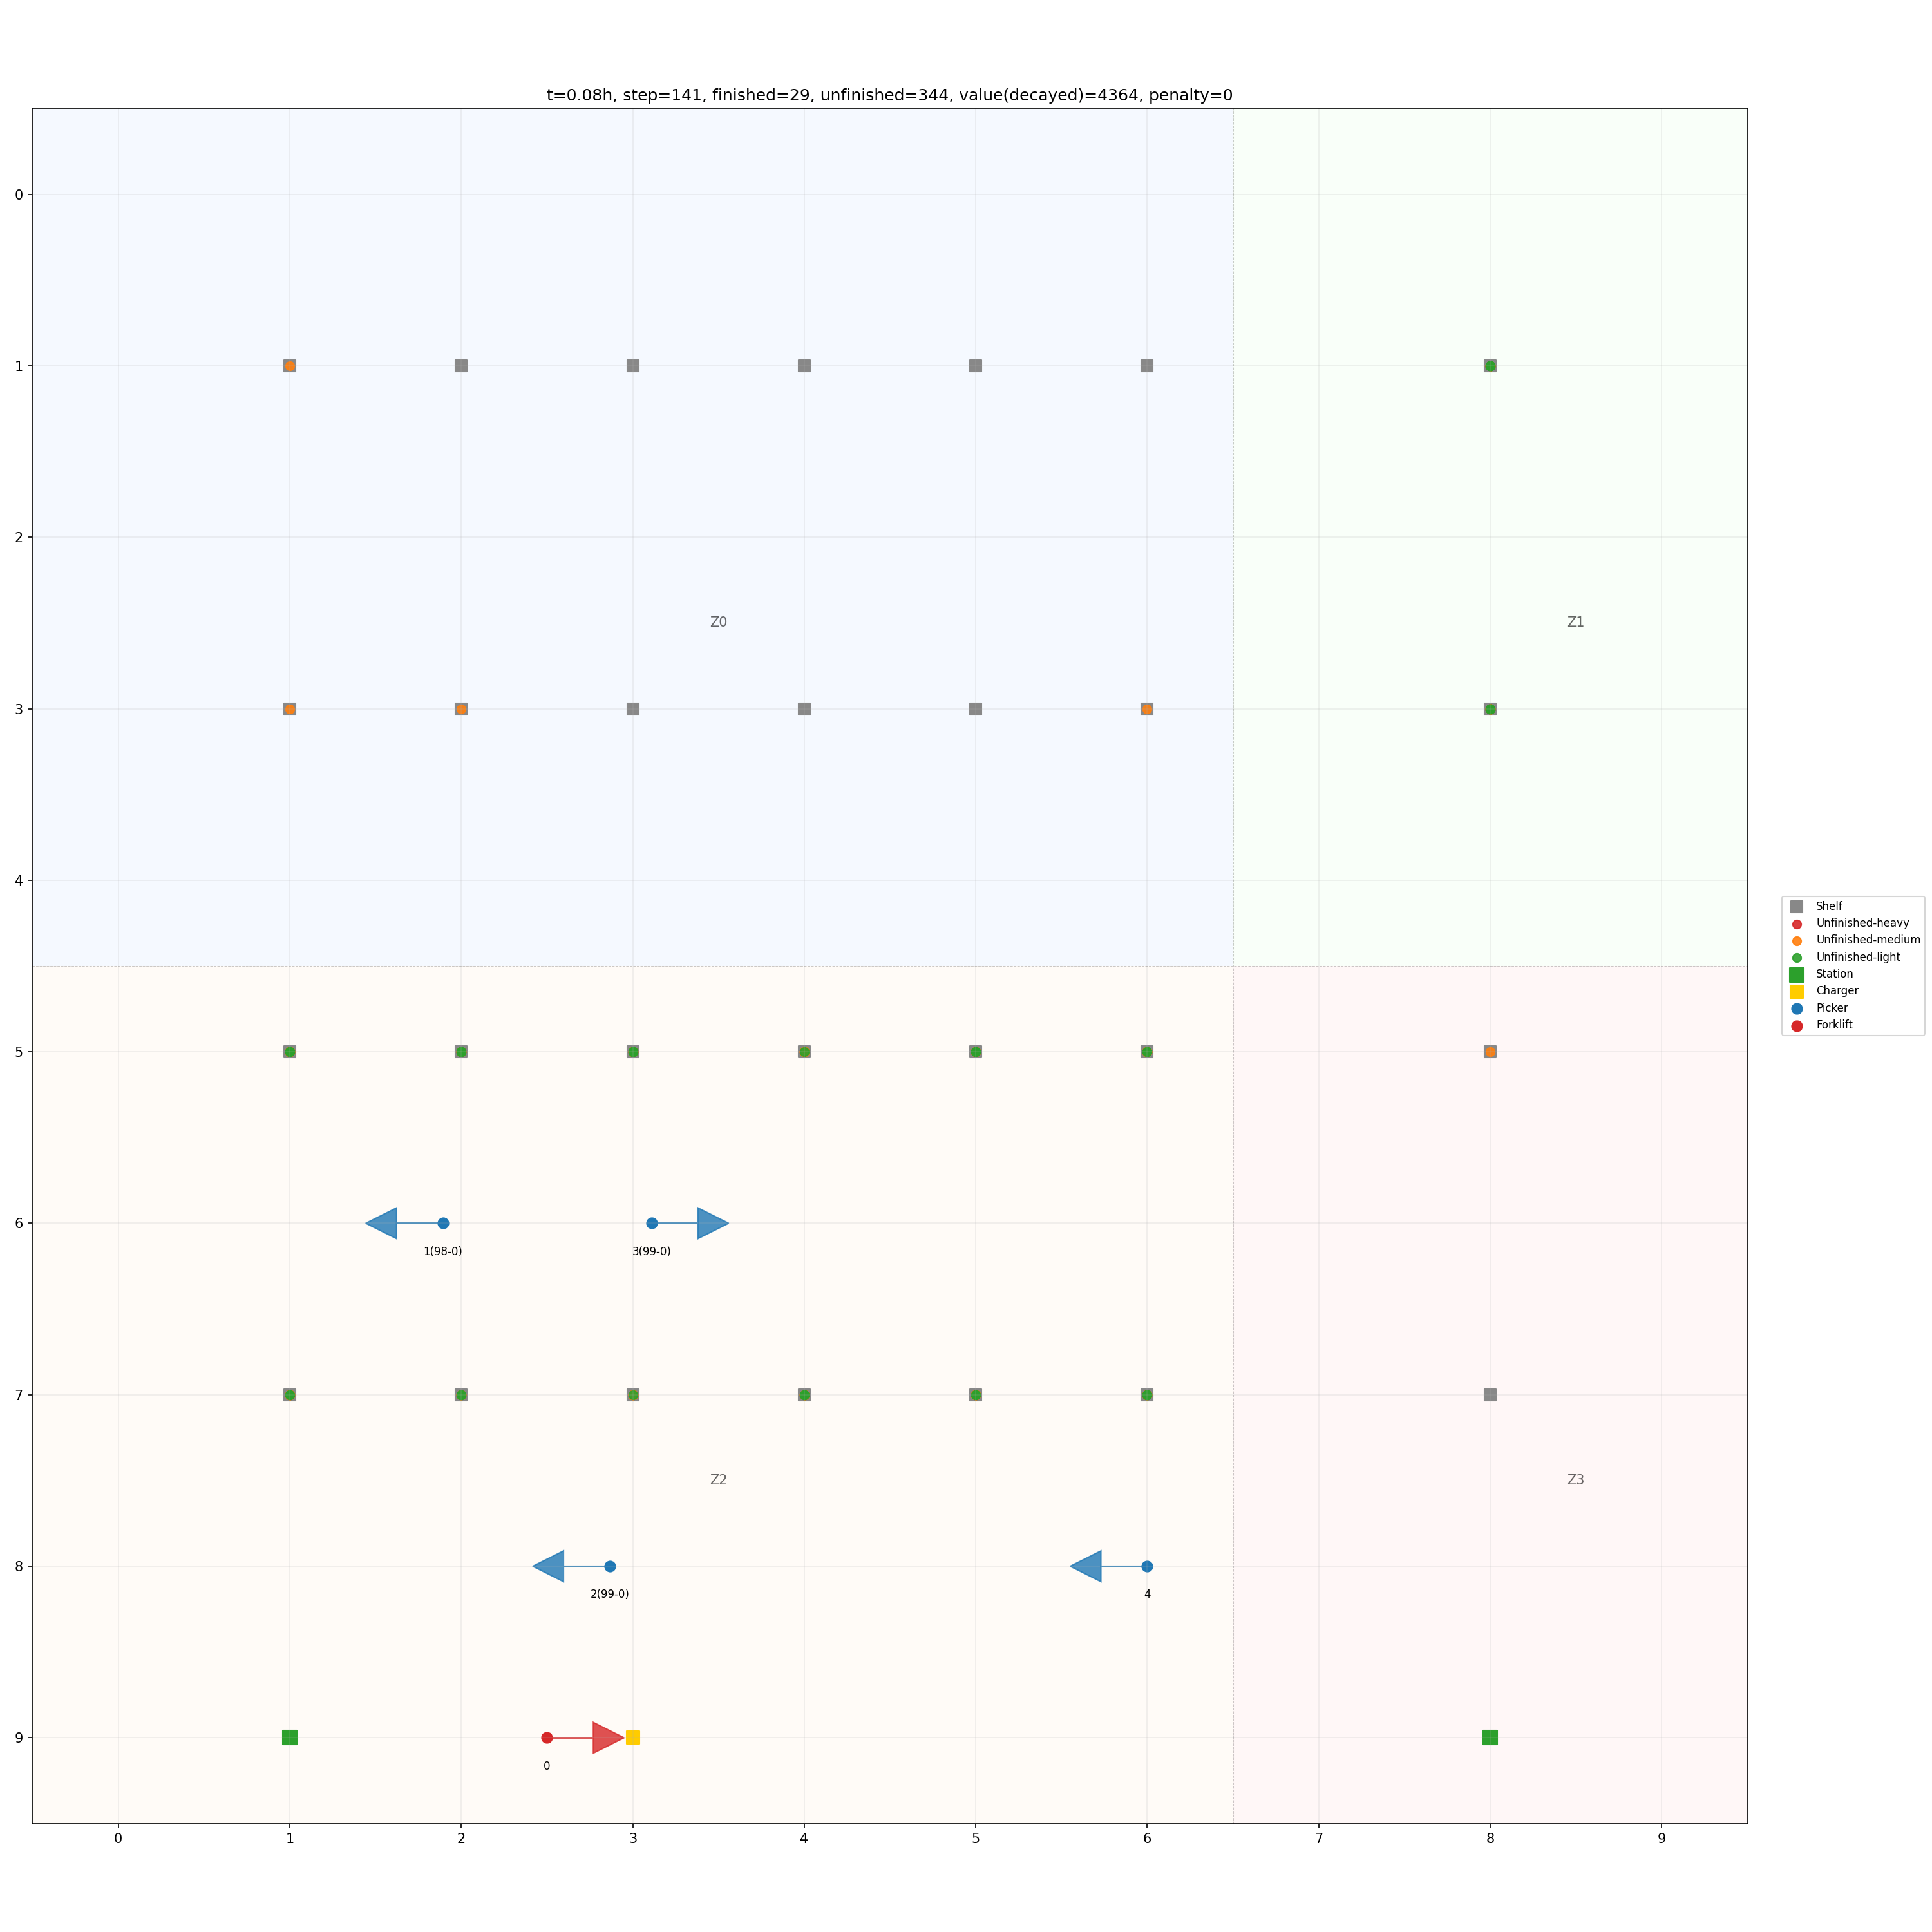 t=0.08h, step=141, finished=29, unfinished=344, value(decayed)=4364, penalty=0
0
1
2
Z0
Z1
3
4
Shelf
Unfinished-heavy
Unfinished-medium
Unfinished-light
Station
Charger
Picker
Forklift
5
6
1(98-0)
3(99-0)
7
Z2
Z3
8
2(99-0)
4
9
0
0 1 2 3 4 5 6 7 8 9